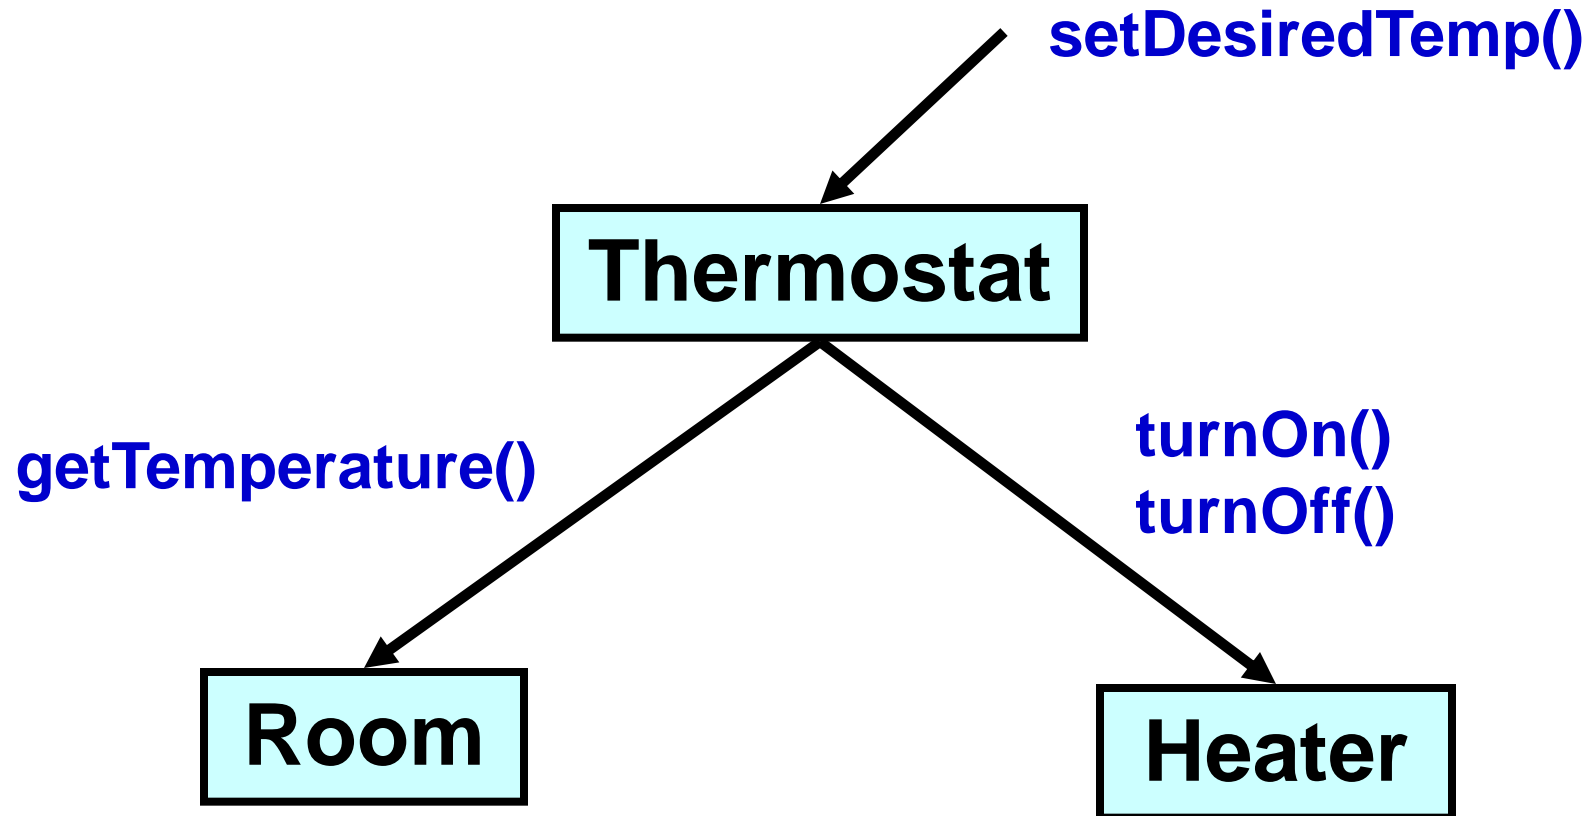 setDesiredTemp()
Thermostat
getTemperature()
turnOn()
turnOff()
Room
Heater